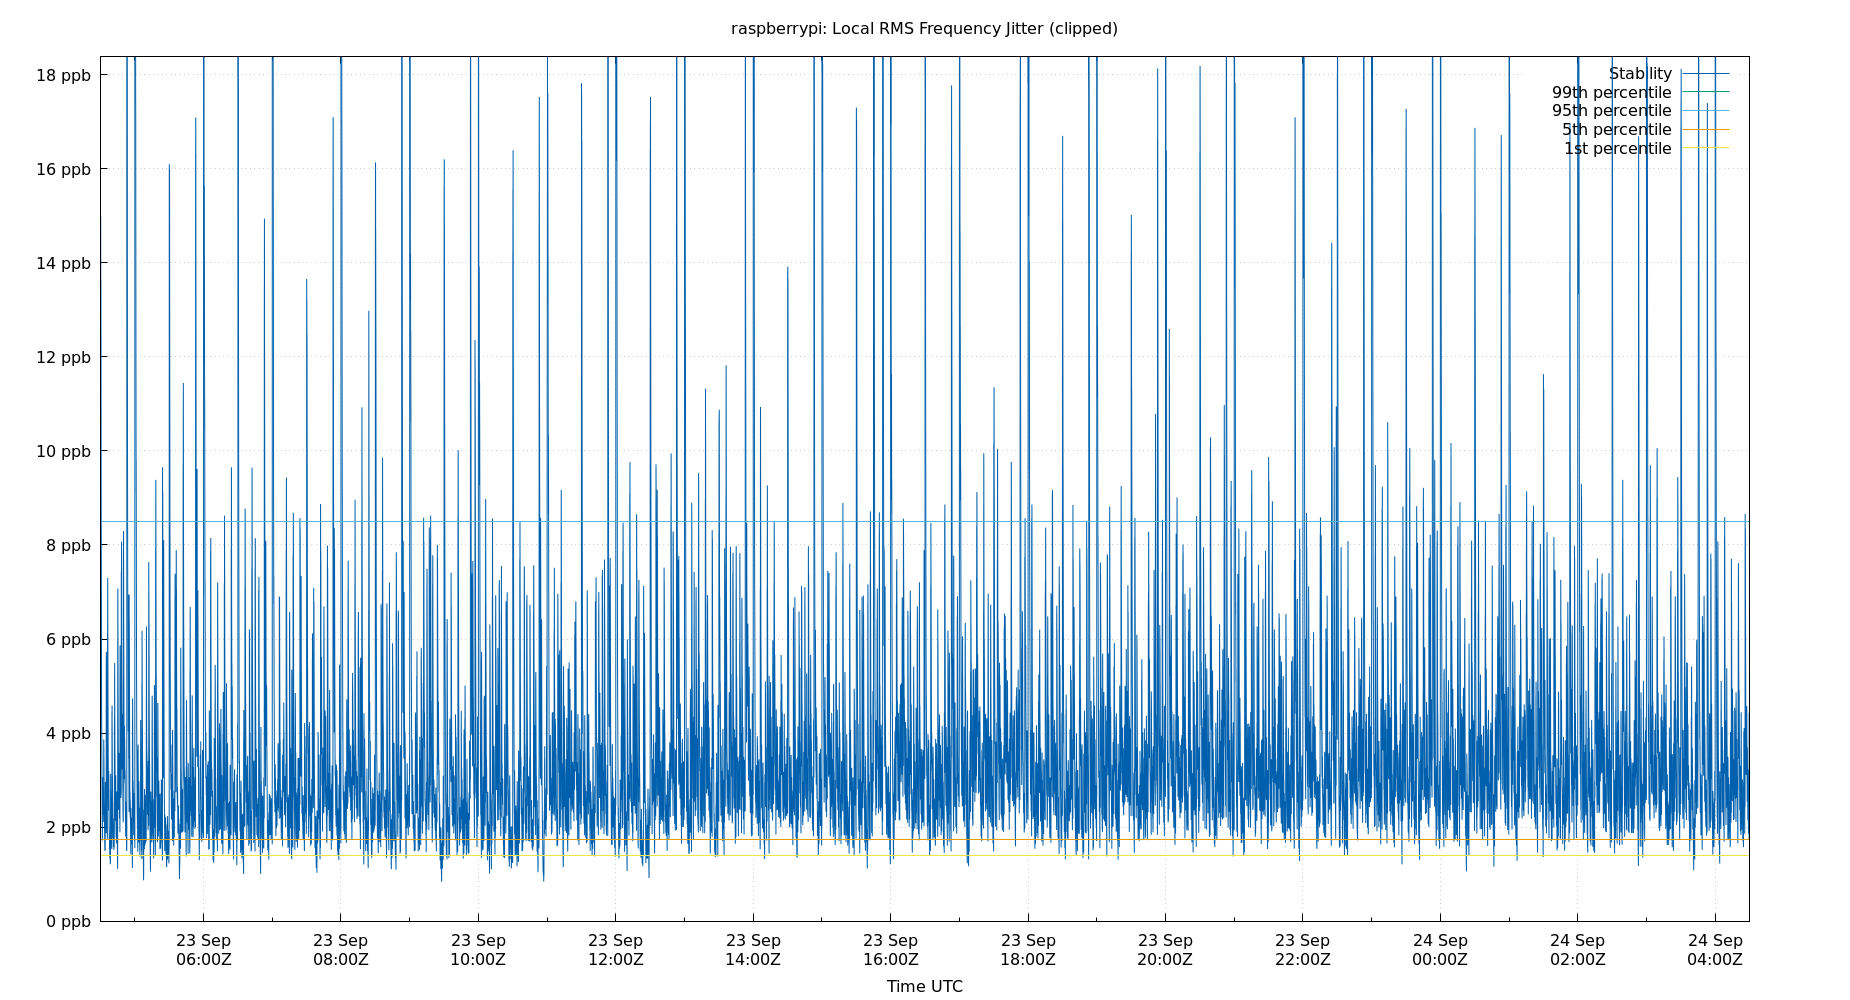 raspberrypi: Local RMS Frequency Jitter (clipped)
18 ppb
16 ppb
14 ppb
12 ppb
10 ppb
8 ppb
6 ppb
4 ppb
2 ppb
0 ppb
Stability
99th percentile
95th percentile
5th percentile
1st percentile
23 Sep 23 Sep 23 Sep 23 Sep 23 Sep 23 Sep 23 Sep 23 Sep 23 Sep 24 Sep 24 Sep 24 Sep
06:00Z 08:00Z 10:00Z 12:00Z 14:00Z 16:00Z 18:00Z 20:00Z 22:00Z 00:00Z 02:00Z 04:00Z
Time UTC